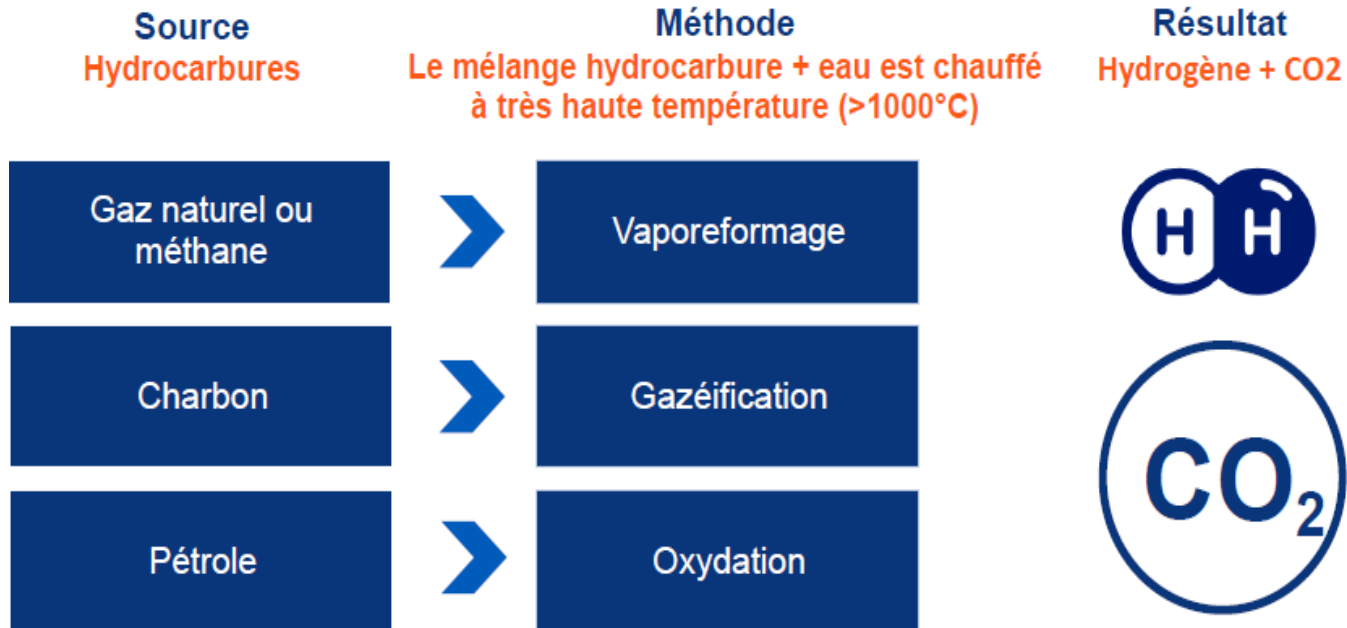 Source
Hydrocarbures
Méthode
Le mélange hydrocarbure + eau est chauffé
à très haute température (>1000°C)
Résultat
Hydrogène + CO2
Gaz naturel ou
méthane
Vaporeformage
H H
Charbon
Gazéification
CO₂
Pétrole
Oxydation